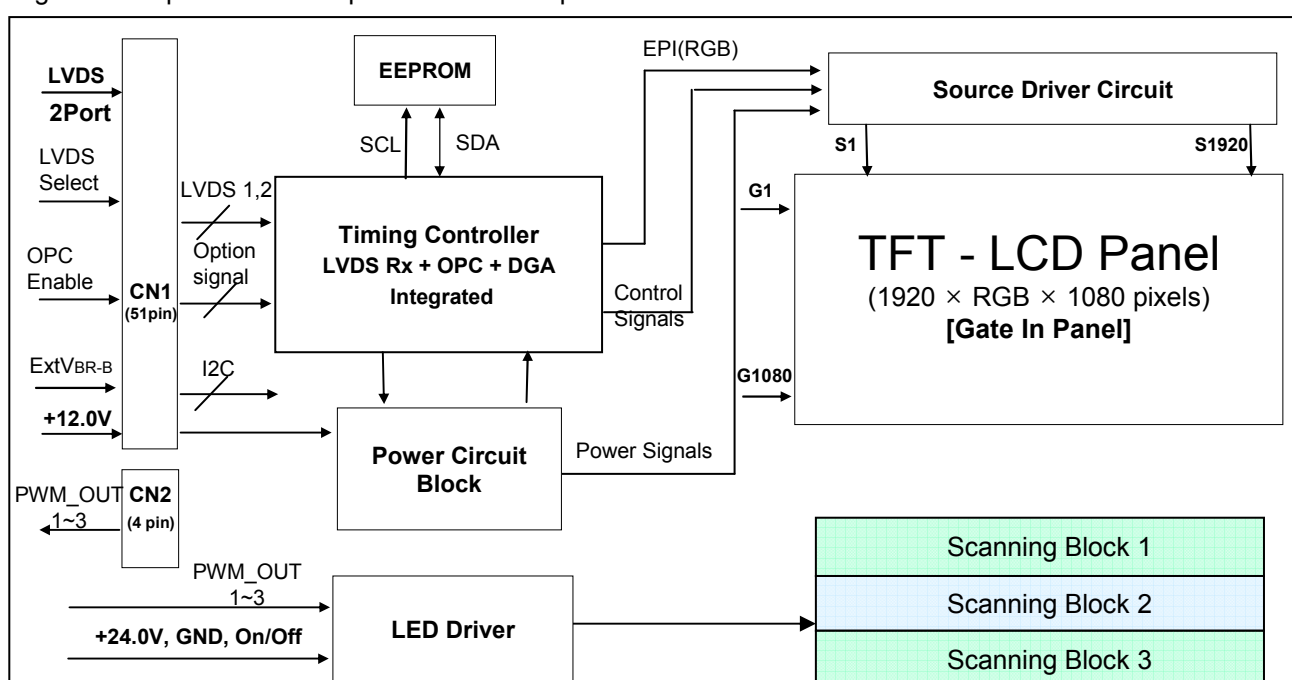 LVDS
2Port
LVDS
Select
OPC
Enable
ExtVBR-B
+12.0V
CN1
(51pin)
LVDS 1,2
Option
signal
I2C
EEPROM
SCL
SDA
Timing Controller
LVDS Rx + OPC + DGA
Integrated
Power Circuit
Block
EPI(RGB)
Control
Signals
Power Signals
Source Driver Circuit
S1
S1920
G1
G1080
TFT - LCD Panel
(1920 × RGB × 1080 pixels)
[Gate In Panel]
PWM_OUT
1~3
CN2
(4 pin)
PWM_OUT
1~3
+24.0V, GND, On/Off
LED Driver
Scanning Block 1
Scanning Block 2
Scanning Block 3